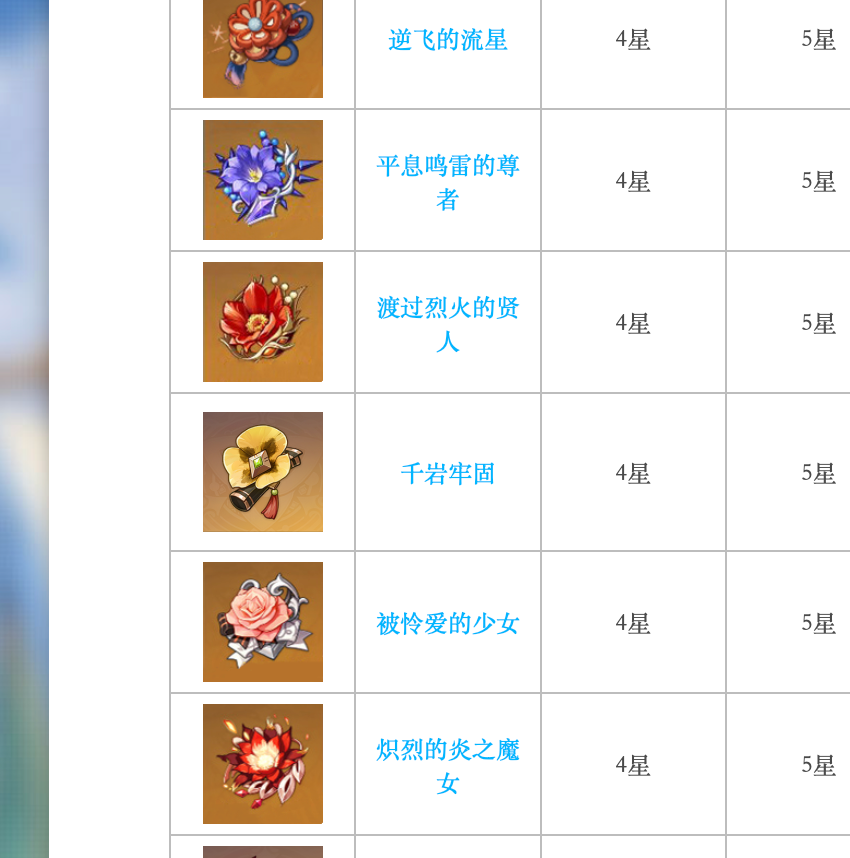 逆飞的流星 4星 5星
平息鸣雷的尊
者 4星 5星
渡过烈火的贤
人 4星 5星
千岩牢固 4星 5星
被怜爱的少女 4星 5星
炽烈的炎之魔
女 4星 5星